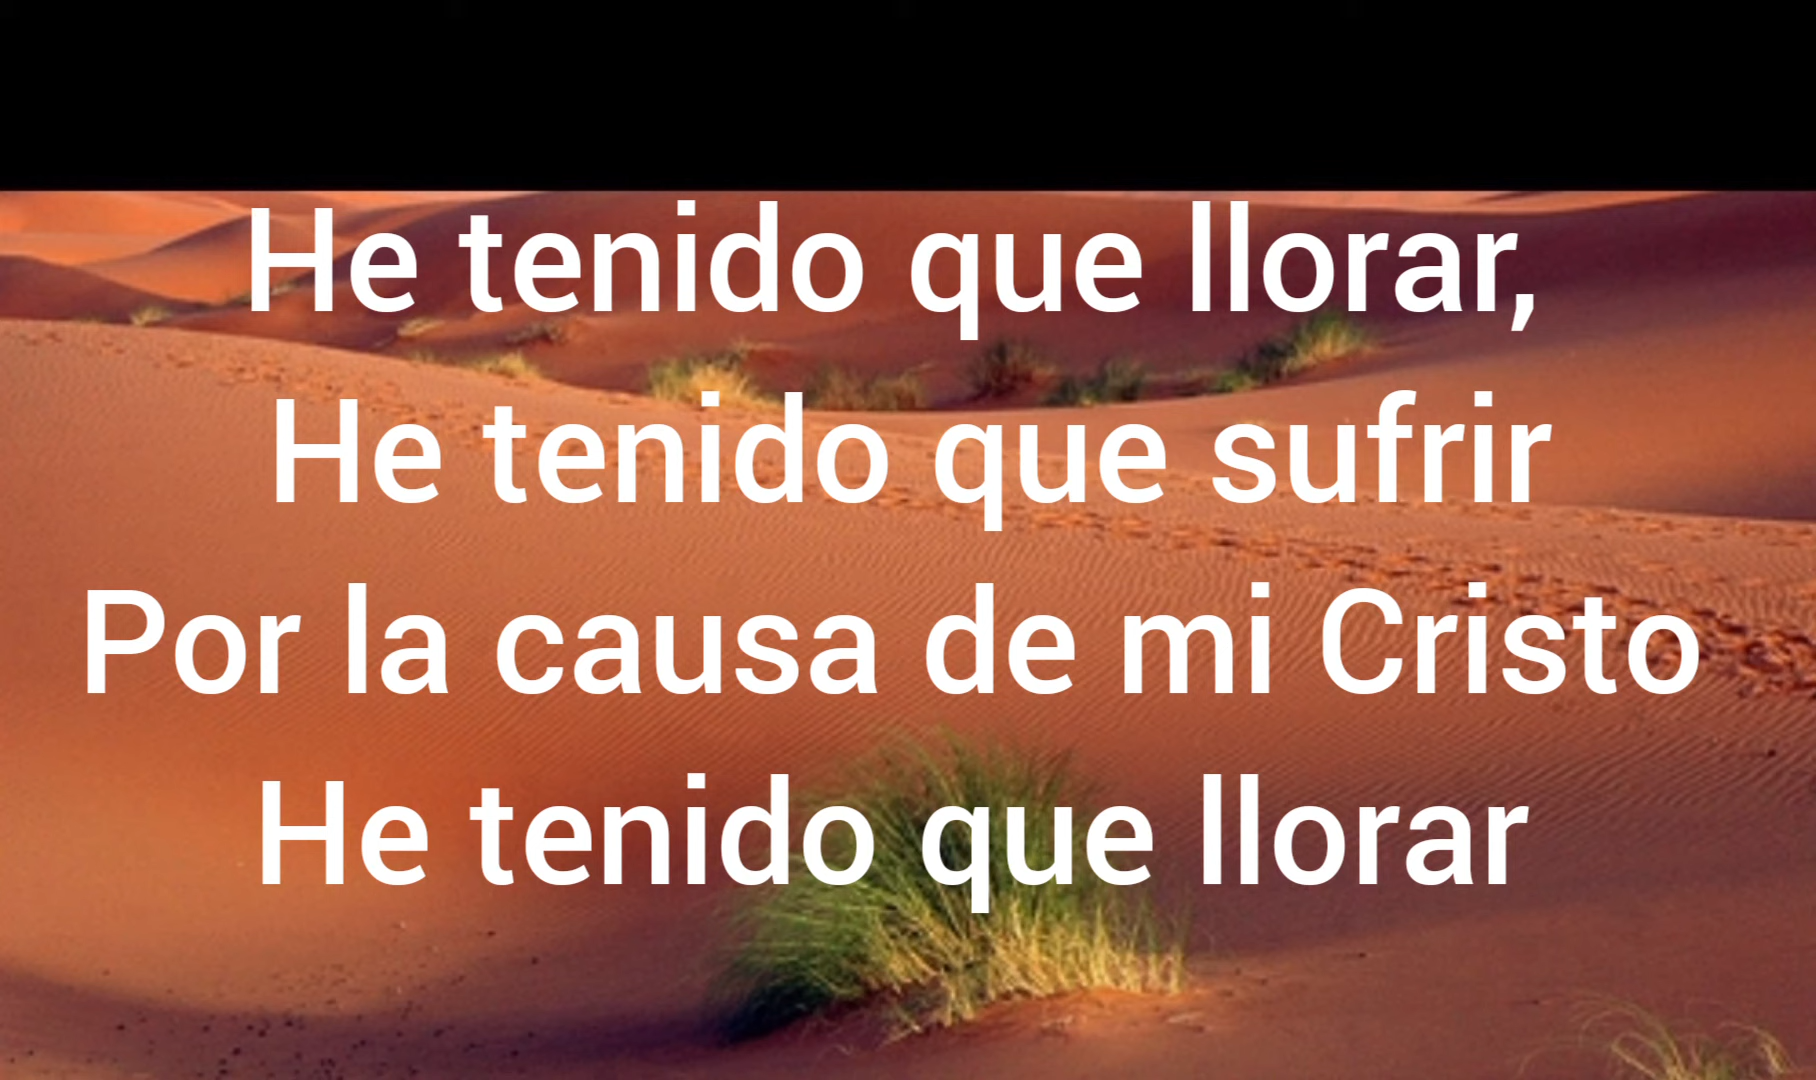 He tenido que llorar,
He tenido que sufrir
Por la causa de mi Cristo
He tenido que llorar